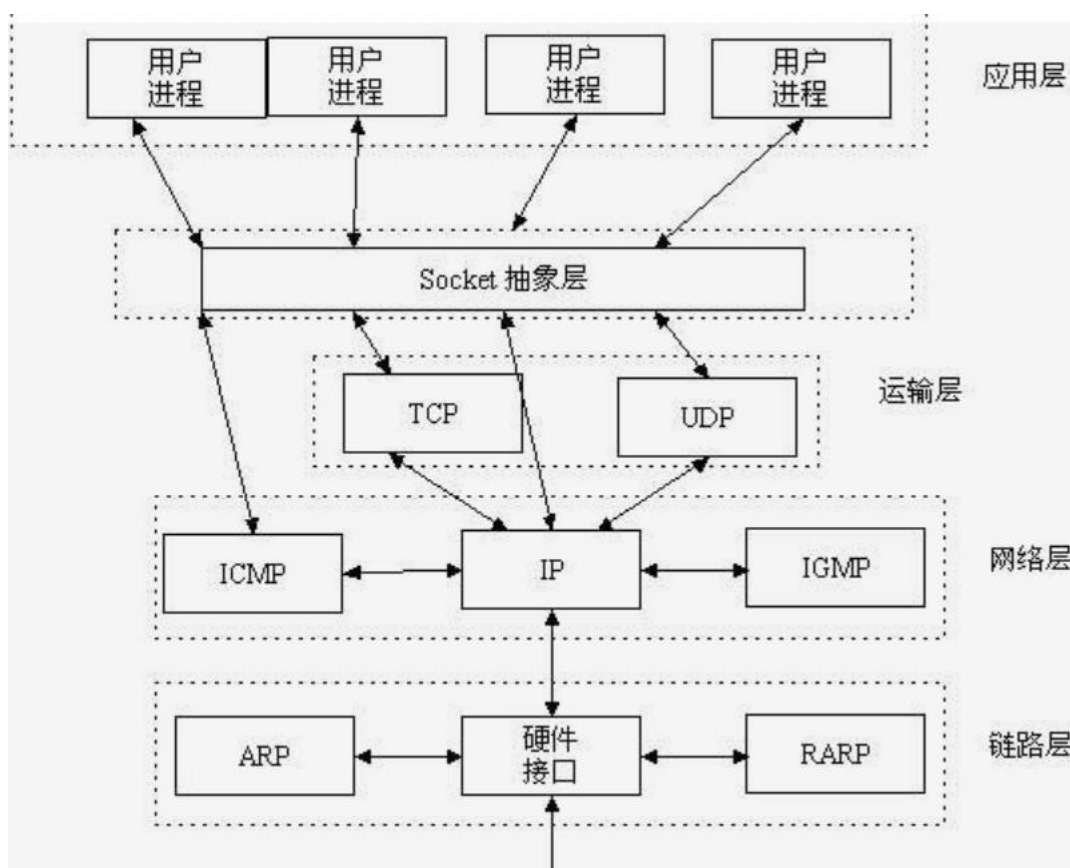 用户
进程
用户
进程
用户
进程
用户
进程
应用层
Socket 抽象层
TCP
UDP
运输层
ICMP
IP
IGMP
网络层
ARP
硬件
接口
RARP
链路层